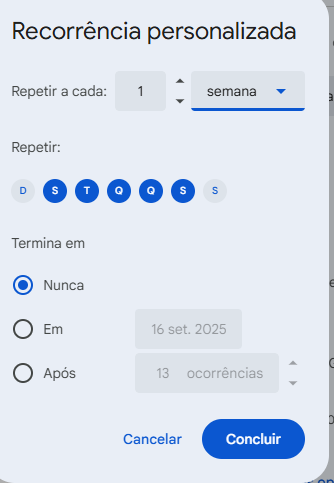 Recorrência personalizada
Repetir a cada: 1 semana
Repetir:
D S T Q Q S S
Termina em
Nunca
Em 16 set. 2025
Após 13 ocorrências
Cancelar Concluir